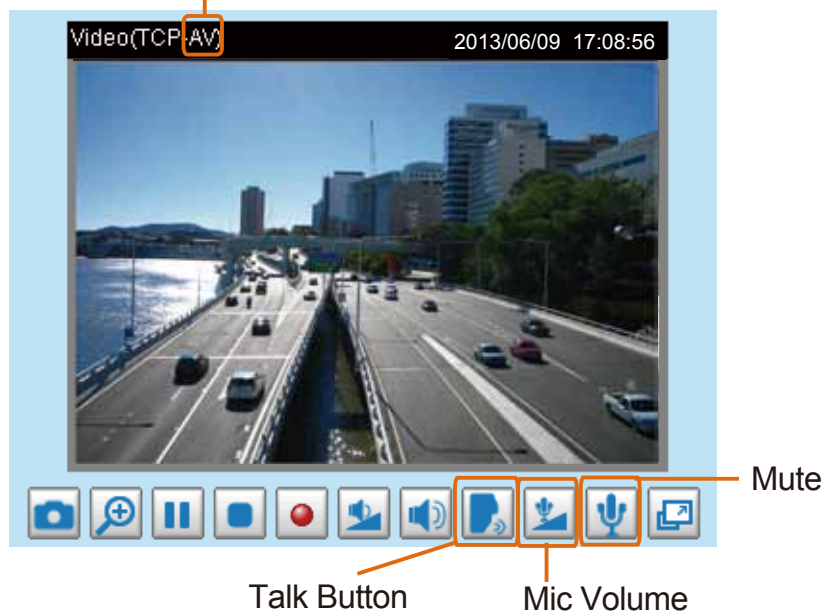 Video(TCP-AV)
2013/06/09 17:08:56
Mute
Talk Button
Mic Volume